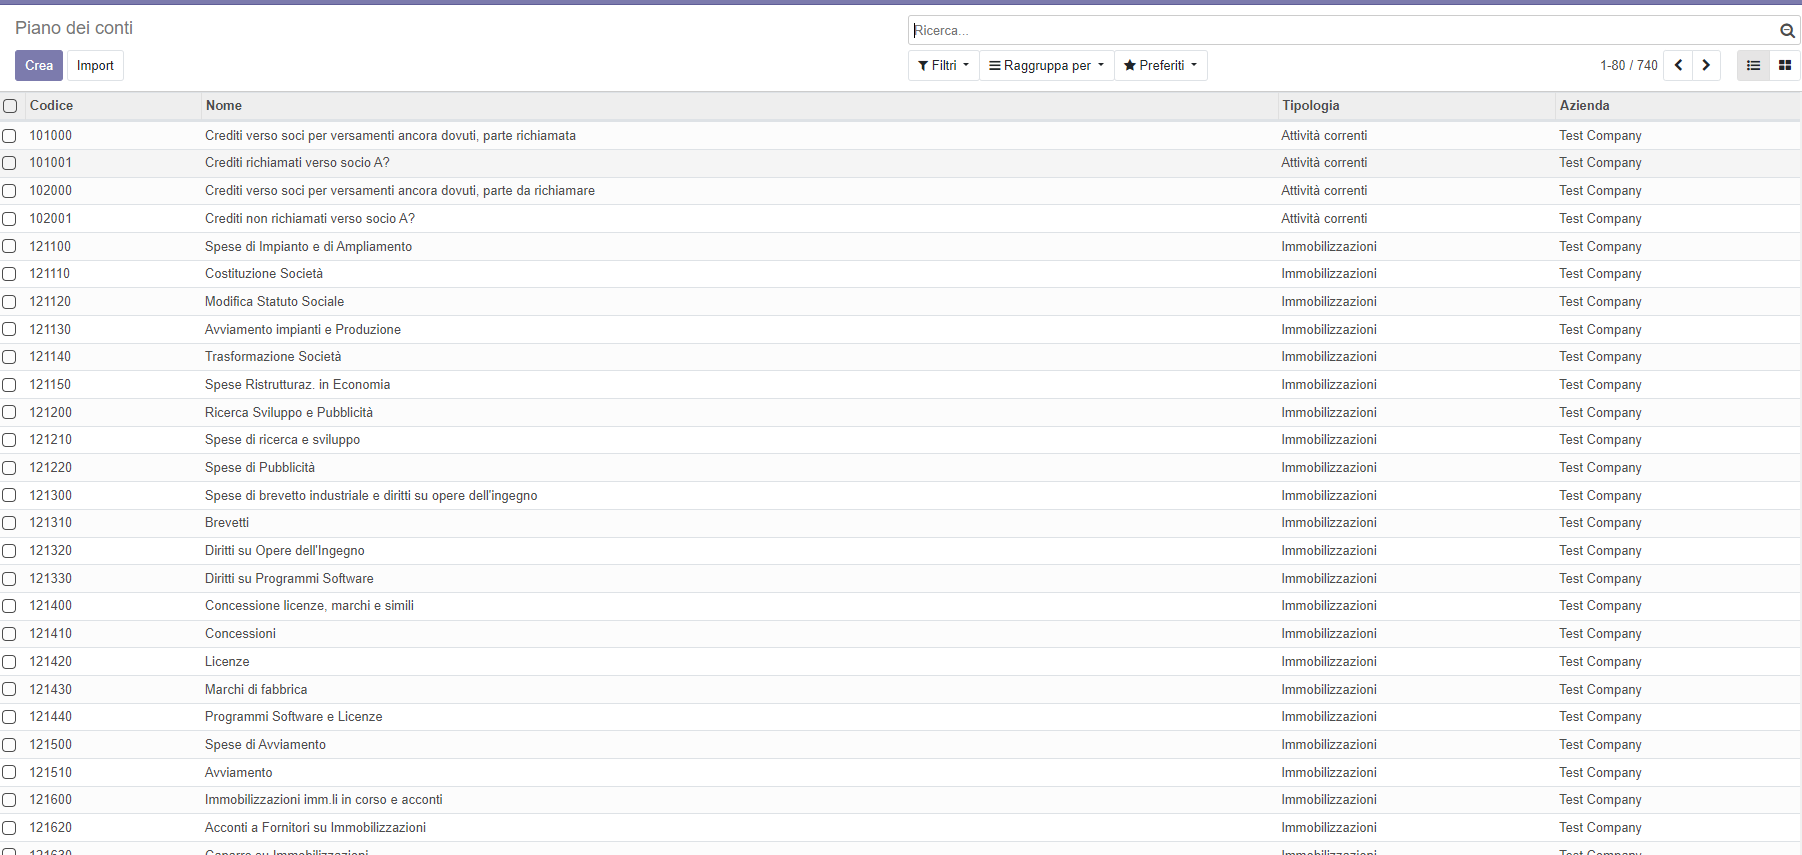 Piano dei conti
Ricerca...
Crea Import Filtri Raggruppa per Preferiti 1-80 / 740
Codice Nome Tipologia Azienda
101000 Crediti verso soci per versamenti ancora dovuti, parte richiamata Attività correnti Test Company
101001 Crediti richiamati verso socio A? Attività correnti Test Company
102000 Crediti verso soci per versamenti ancora dovuti, parte da richiamare Attività correnti Test Company
102001 Crediti non richiamati verso socio A? Attività correnti Test Company
121100 Spese di Impianto e di Ampliamento Immobilizzazioni Test Company
121110 Costituzione Società Immobilizzazioni Test Company
121120 Modifica Statuto Sociale Immobilizzazioni Test Company
121130 Avviamento impianti e Produzione Immobilizzazioni Test Company
121140 Trasformazione Società Immobilizzazioni Test Company
121150 Spese Ristrutturaz. in Economia Immobilizzazioni Test Company
121200 Ricerca Sviluppo e Pubblicità Immobilizzazioni Test Company
121210 Spese di ricerca e sviluppo Immobilizzazioni Test Company
121220 Spese di Pubblicità Immobilizzazioni Test Company
121300 Spese di brevetto industriale e diritti su opere dell'ingegno Immobilizzazioni Test Company
121310 Brevetti Immobilizzazioni Test Company
121320 Diritti su Opere dell'Ingegno Immobilizzazioni Test Company
121330 Diritti su Programmi Software Immobilizzazioni Test Company
121400 Concessione licenze, marchi e simili Immobilizzazioni Test Company
121410 Concessioni Immobilizzazioni Test Company
121420 Licenze Immobilizzazioni Test Company
121430 Marchi di fabbrica Immobilizzazioni Test Company
121440 Programmi Software e Licenze Immobilizzazioni Test Company
121500 Spese di Avviamento Immobilizzazioni Test Company
121510 Avviamento Immobilizzazioni Test Company
121600 Immobilizzazioni imm.li in corso e acconti Immobilizzazioni Test Company
121620 Acconti a Fornitori su Immobilizzazioni Immobilizzazioni Test Company
121630 Caparre su Immobilizzazioni Immobilizzazioni Test Company